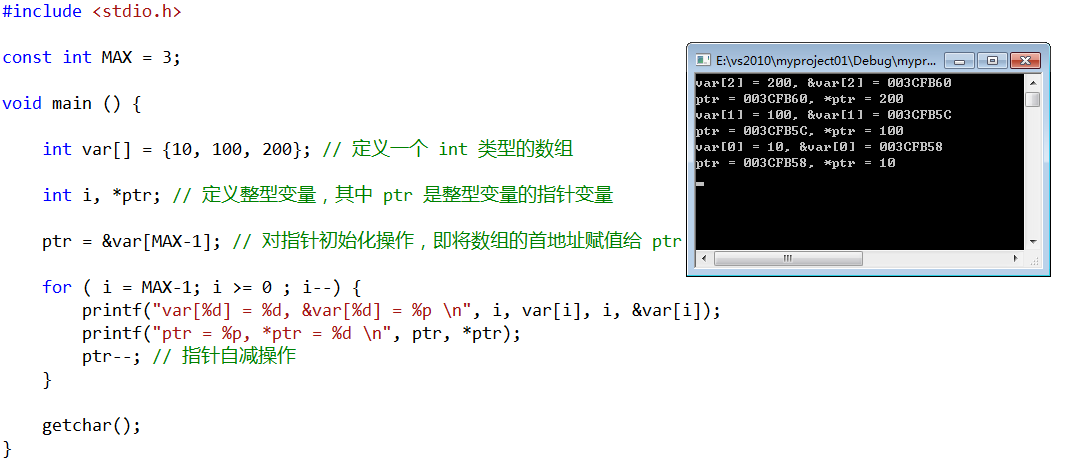 #include <stdio.h>
const int MAX = 3;
void main () {
int var[] = {10, 100, 200}; // 定义一个 int 类型的数组
int i, *ptr; // 定义整型变量，其中 ptr 是整型变量的指针变量
ptr = &var[MAX-1]; // 对指针初始化操作，即将数组的首地址赋值给 ptr
for ( i = MAX-1; i >= 0 ; i--) {
printf("var[%d] = %d, &var[%d] = %p \n", i, var[i], i, &var[i]);
printf("ptr = %p, *ptr = %d \n", ptr, *ptr);
ptr--; // 指针自减操作
}
getchar();
}
E:\vs2010\myproject01\Debug\mypr...
var[2] = 200, &var[2] = 003CFB60
ptr = 003CFB60, *ptr = 200
var[1] = 100, &var[1] = 003CFB5C
ptr = 003CFB5C, *ptr = 100
var[0] = 10, &var[0] = 003CFB58
ptr = 003CFB58, *ptr = 10